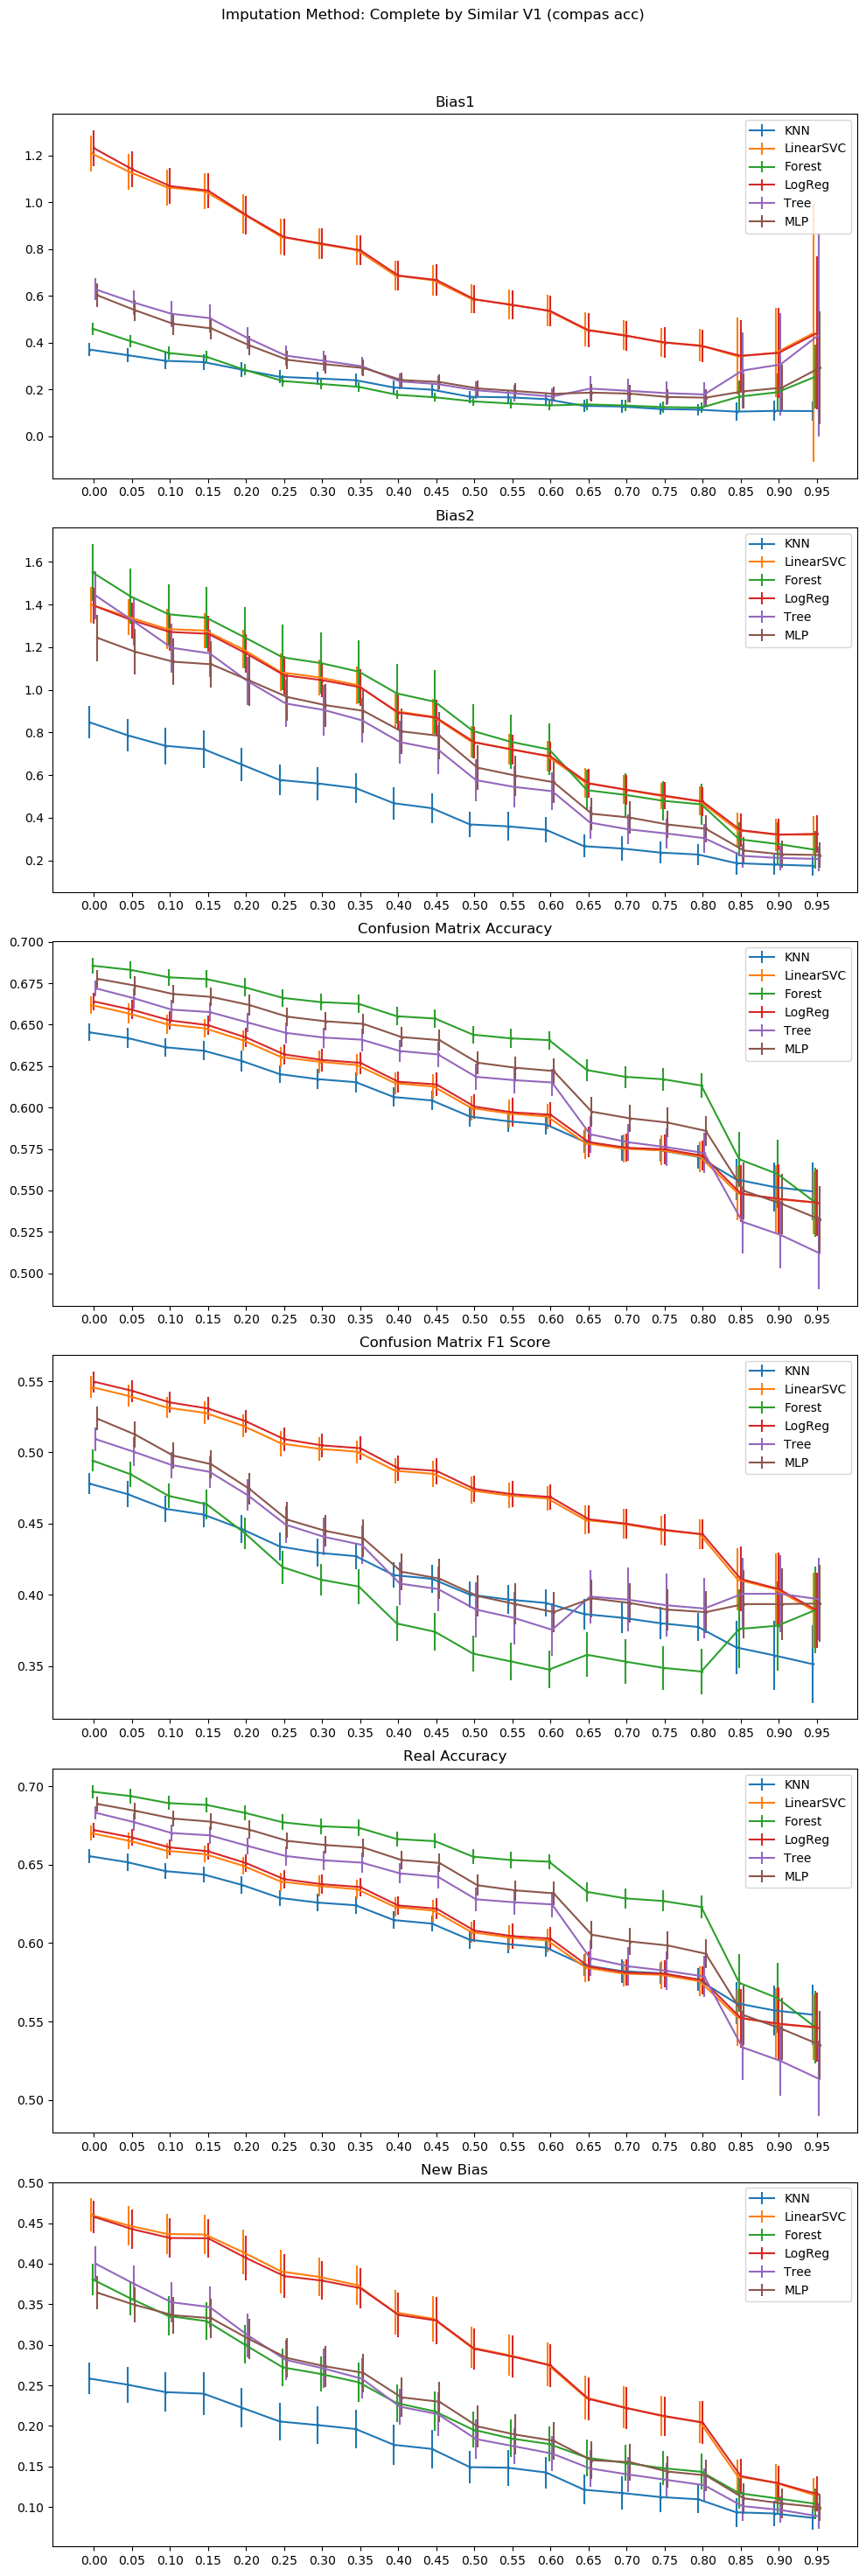 Imputation Method: Complete by Similar V1 (compas acc)
Bias1
KNN
LinearSVC
Forest
LogReg
Tree
MLP
1.2
1.0
0.8
0.6
0.4
0.2
0.0
0.00 0.05 0.10 0.15 0.20 0.25 0.30 0.35 0.40 0.45 0.50 0.55 0.60 0.65 0.70 0.75 0.80 0.85 0.90 0.95
Bias2
KNN
LinearSVC
Forest
LogReg
Tree
MLP
1.6
1.4
1.2
1.0
0.8
0.6
0.4
0.2
0.00 0.05 0.10 0.15 0.20 0.25 0.30 0.35 0.40 0.45 0.50 0.55 0.60 0.65 0.70 0.75 0.80 0.85 0.90 0.95
Confusion Matrix Accuracy
KNN
LinearSVC
Forest
LogReg
Tree
MLP
0.700
0.675
0.650
0.625
0.600
0.575
0.550
0.525
0.500
0.00 0.05 0.10 0.15 0.20 0.25 0.30 0.35 0.40 0.45 0.50 0.55 0.60 0.65 0.70 0.75 0.80 0.85 0.90 0.95
Confusion Matrix F1 Score
KNN
LinearSVC
Forest
LogReg
Tree
MLP
0.55
0.50
0.45
0.40
0.35
0.00 0.05 0.10 0.15 0.20 0.25 0.30 0.35 0.40 0.45 0.50 0.55 0.60 0.65 0.70 0.75 0.80 0.85 0.90 0.95
Real Accuracy
KNN
LinearSVC
Forest
LogReg
Tree
MLP
0.70
0.65
0.60
0.55
0.50
0.00 0.05 0.10 0.15 0.20 0.25 0.30 0.35 0.40 0.45 0.50 0.55 0.60 0.65 0.70 0.75 0.80 0.85 0.90 0.95
New Bias
KNN
LinearSVC
Forest
LogReg
Tree
MLP
0.50
0.45
0.40
0.35
0.30
0.25
0.20
0.15
0.10
0.00 0.05 0.10 0.15 0.20 0.25 0.30 0.35 0.40 0.45 0.50 0.55 0.60 0.65 0.70 0.75 0.80 0.85 0.90 0.95